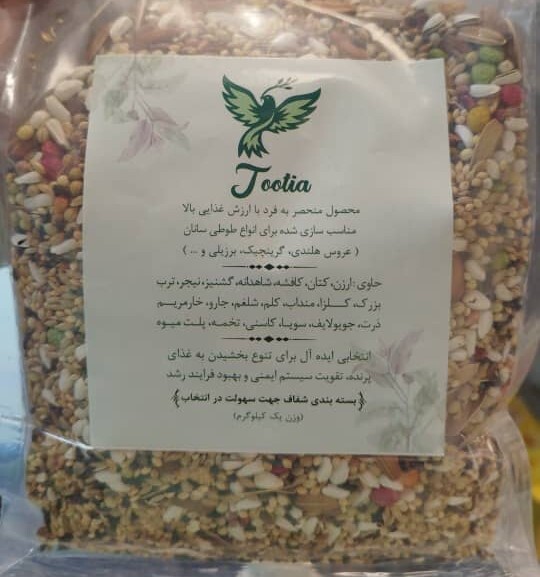 Tootia
محصول منحصر به فرد با ارزش غذایی بالا
مناسب سازی شده برای انواع طوطی سانان
( عروس هلندی، گرینچیک، برزیلی و ... )
حاوی :ارزن، کتان، کافشه، شاهدانه، گشنیز، نیجر، ترب
بزرک، کلزا، منداب، کلم، شلغم، جارو، خارمریم
ذرت، جوپولایف، سویا، کاسنی، تخمه، پلت میوه
انتخابی ایده آل برای تنوع بخشیدن به غذای
پرنده، تقویت سیستم ایمنی و بهبود فرایند رشد
بسته بندی شفاف جهت سهولت در انتخاب
(وزن یک کیلوگرم)